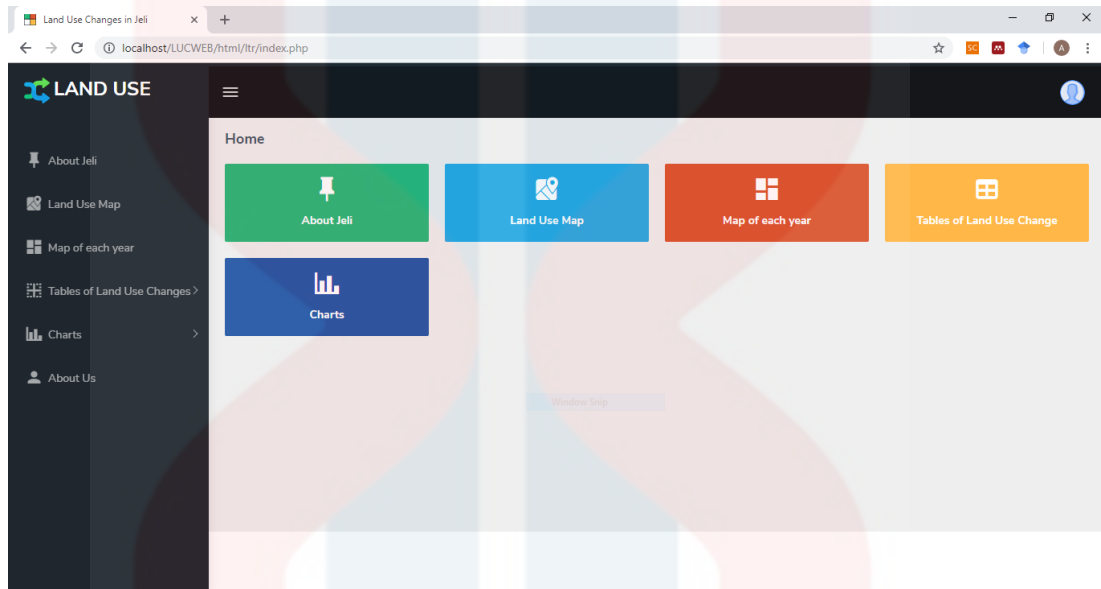 Land Use Changes in Jeli
localhost/LUCWEB/html/ltr/index.php
SC
A
LAND USE
About Jeli
Land Use Map
Map of each year
Tables of Land Use Changes
Charts
About Us
Home
About Jeli
Land Use Map
Map of each year
Tables of Land Use Change
Charts
Window Snip